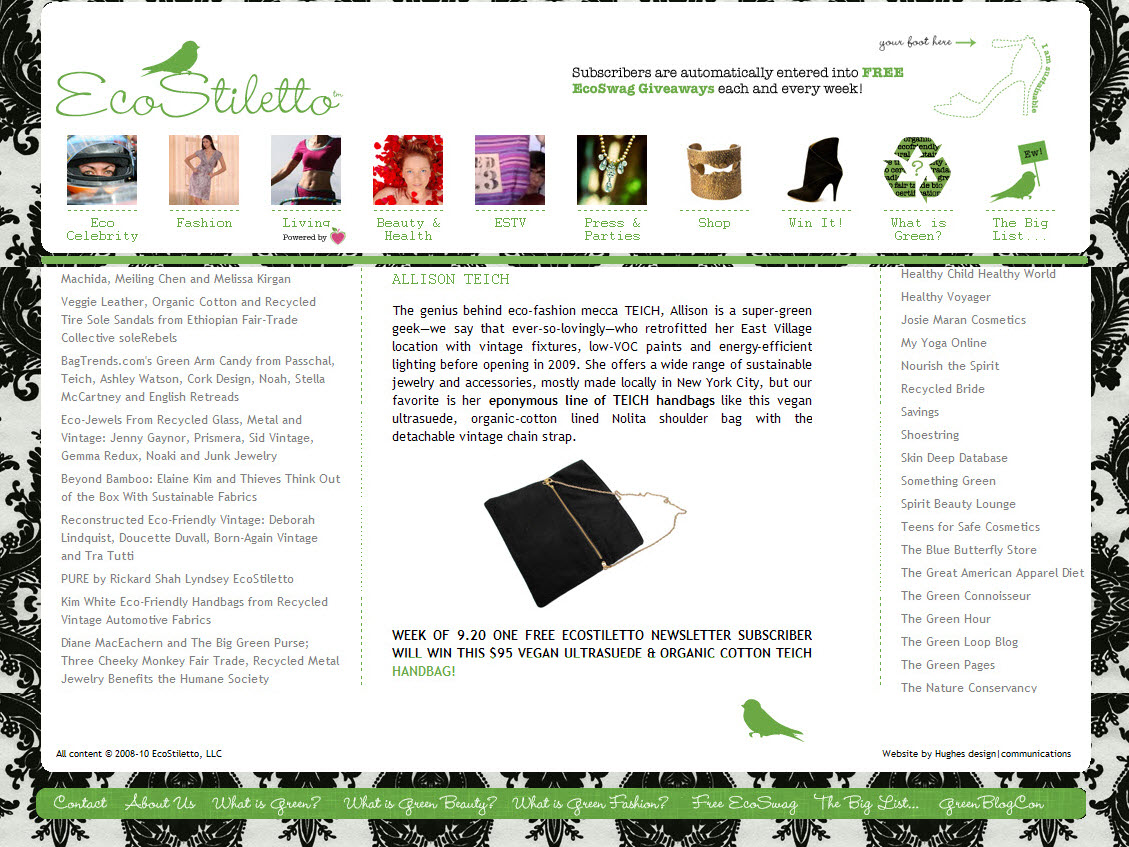 EcoStiletto™
your foot here
I am sustainable
Subscribers are automatically entered into FREE
EcoSwag Giveaways each and every week!
Eco
Celebrity
Fashion
Living
Powered by
Beauty &
Health
ESTV
Press &
Parties
Shop
Win It!
What is
Green?
Ew!
The Big
List...
Machida, Meiling Chen and Melissa Kirgan
Veggie Leather, Organic Cotton and Recycled
Tire Sole Sandals from Ethiopian Fair-Trade
Collective soleRebels
BagTrends.com's Green Arm Candy from Passchal,
Teich, Ashley Watson, Cork Design, Noah, Stella
McCartney and English Retreads
Eco-Jewels From Recycled Glass, Metal and
Vintage: Jenny Gaynor, Prismera, Sid Vintage,
Gemma Redux, Noaki and Junk Jewelry
Beyond Bamboo: Elaine Kim and Thieves Think Out
of the Box With Sustainable Fabrics
Reconstructed Eco-Friendly Vintage: Deborah
Lindquist, Doucette Duvall, Born-Again Vintage
and Tra Tutti
PURE by Rickard Shah Lyndsey EcoStiletto
Kim White Eco-Friendly Handbags from Recycled
Vintage Automotive Fabrics
Diane MacEachern and The Big Green Purse;
Three Cheeky Monkey Fair Trade, Recycled Metal
Jewelry Benefits the Humane Society
ALLISON TEICH
The genius behind eco-fashion mecca TEICH, Allison is a super-green
geek—we say that ever-so-lovingly—who retrofitted her East Village
location with vintage fixtures, low-VOC paints and energy-efficient
lighting before opening in 2009. She offers a wide range of sustainable
jewelry and accessories, mostly made locally in New York City, but our
favorite is her eponymous line of TEICH handbags like this vegan
ultrasuede, organic-cotton lined Nolita shoulder bag with the
detachable vintage chain strap.
WEEK OF 9.20 ONE FREE ECOSTILETTO NEWSLETTER SUBSCRIBER
WILL WIN THIS $95 VEGAN ULTRASUEDE & ORGANIC COTTON TEICH
HANDBAG!
Healthy Child Healthy World
Healthy Voyager
Josie Maran Cosmetics
My Yoga Online
Nourish the Spirit
Recycled Bride
Savings
Shoestring
Skin Deep Database
Something Green
Spirit Beauty Lounge
Teens for Safe Cosmetics
The Blue Butterfly Store
The Great American Apparel Diet
The Green Connoisseur
The Green Hour
The Green Loop Blog
The Green Pages
The Nature Conservancy
All content © 2008-10 EcoStiletto, LLC
Website by Hughes design|communications
Contact
About Us
What is Green?
What is Green Beauty?
What is Green Fashion?
Free EcoSwag
The Big List...
GreenBlogCon